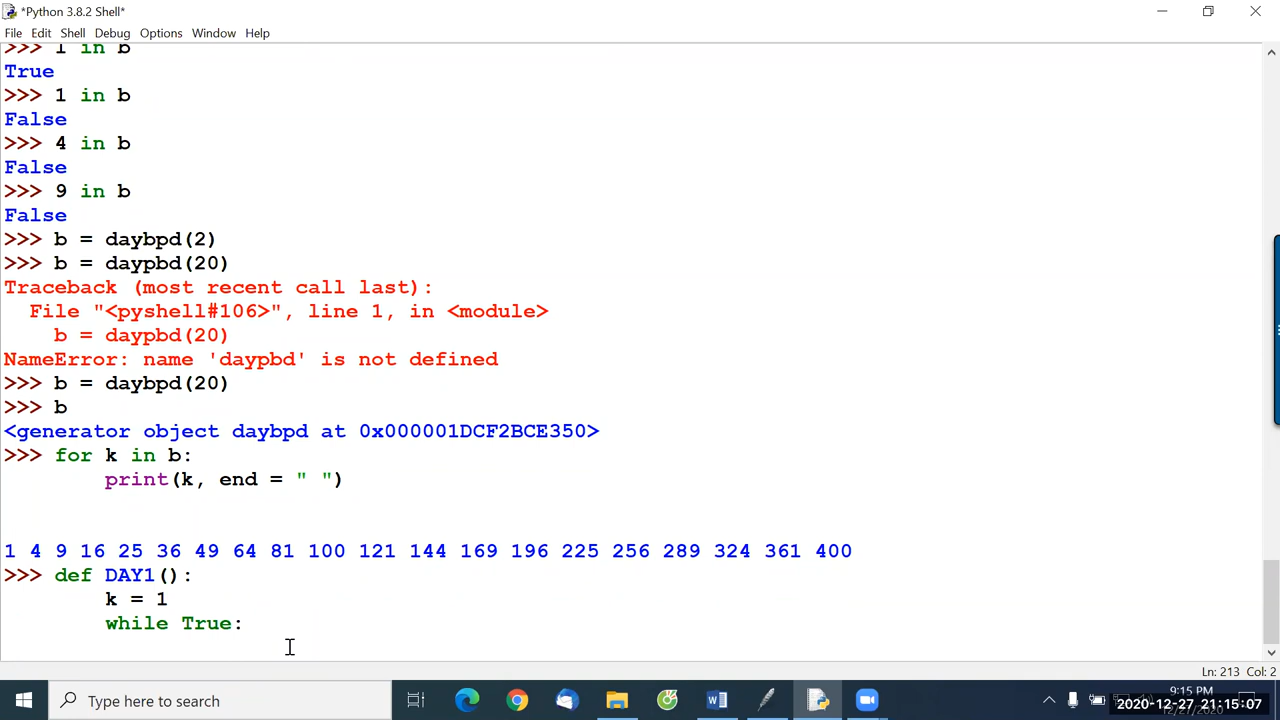 *Python 3.8.2 Shell*
File Edit Shell Debug Options Window Help
>>> 1 in b
True
>>> 1 in b
False
>>> 4 in b
False
>>> 9 in b
False
>>> b = daybpd(2)
>>> b = daypbd(20)
Traceback (most recent call last):
  File "<pyshell#106>", line 1, in <module>
    b = daypbd(20)
NameError: name 'daypbd' is not defined
>>> b = daybpd(20)
>>> b
<generator object daybpd at 0x000001DCF2BCE350>
>>> for k in b:
        print(k, end = " ")
1 4 9 16 25 36 49 64 81 100 121 144 169 196 225 256 289 324 361 400
>>> def DAY1():
        k = 1
        while True:
Ln: 213 Col: 2
Type here to search
9:15 PM
2020-12-27 21:15:07